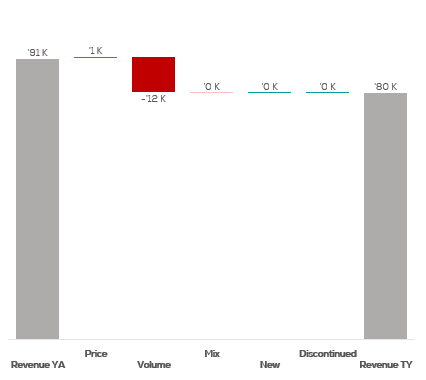 '91 K
'1 K
-'12 K
'0 K
'0 K
'0 K
'80 K
Revenue YA
Price
Volume
Mix
New
Discontinued
Revenue TY